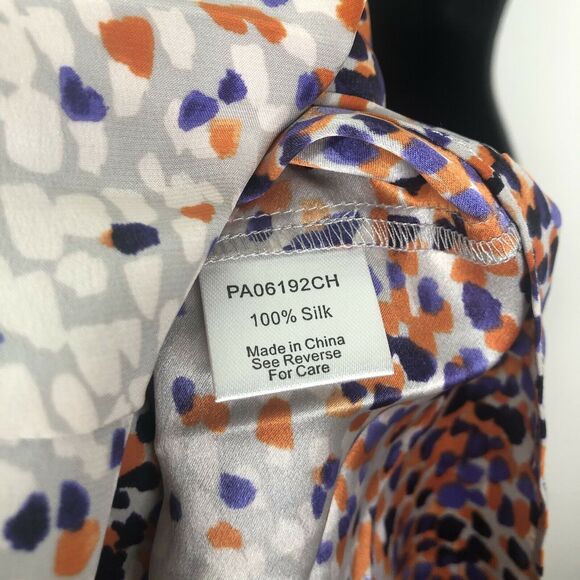 PA06192CH
100% Silk
Made in China
See Reverse
For Care